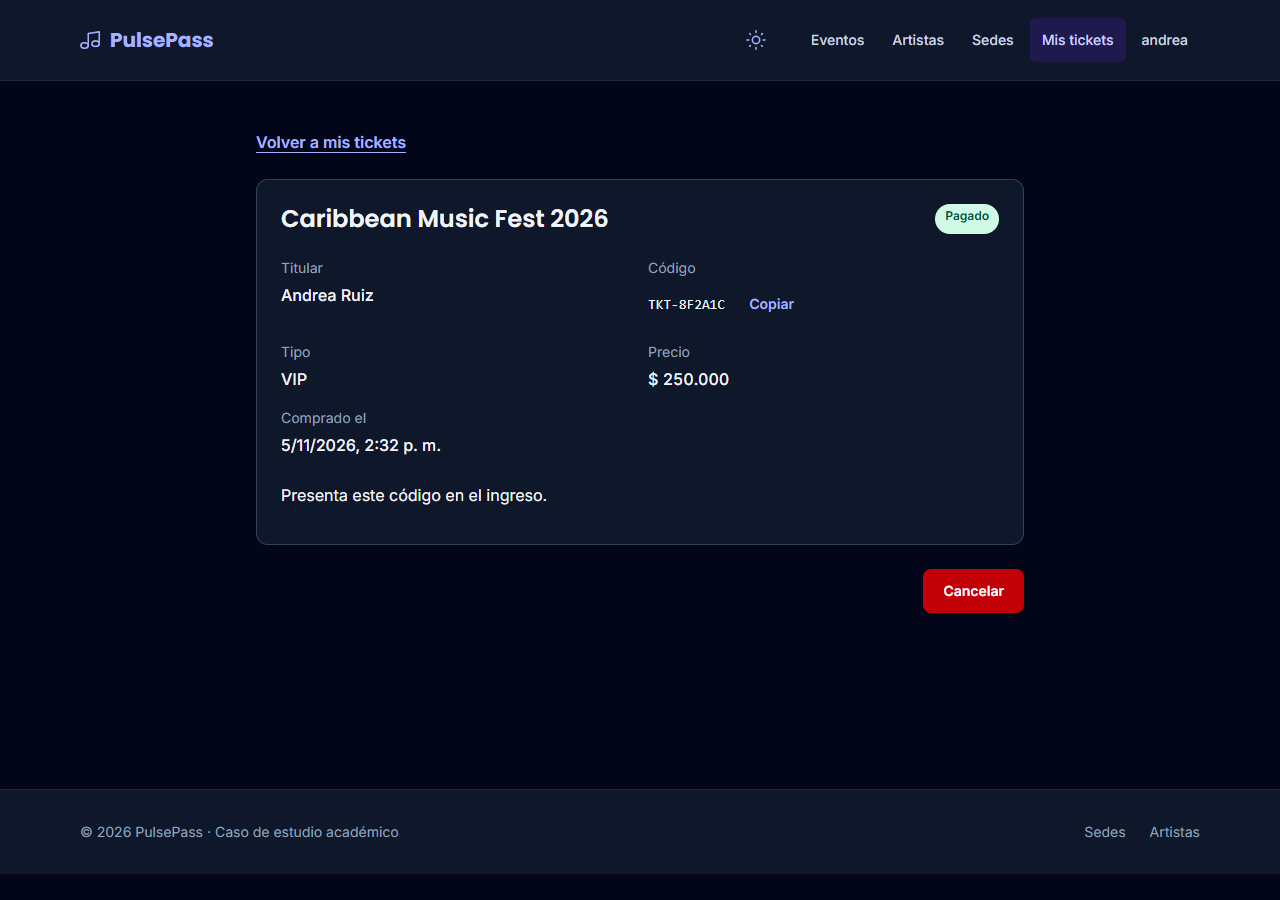 PulsePass
Eventos Artistas Sedes Mis tickets andrea
Volver a mis tickets
Caribbean Music Fest 2026 Pagado
Titular Código
Andrea Ruiz TKT-8F2A1C Copiar
Tipo Precio
VIP $ 250.000
Comprado el
5/11/2026, 2:32 p. m.
Presenta este código en el ingreso.
Cancelar
© 2026 PulsePass · Caso de estudio académico Sedes Artistas